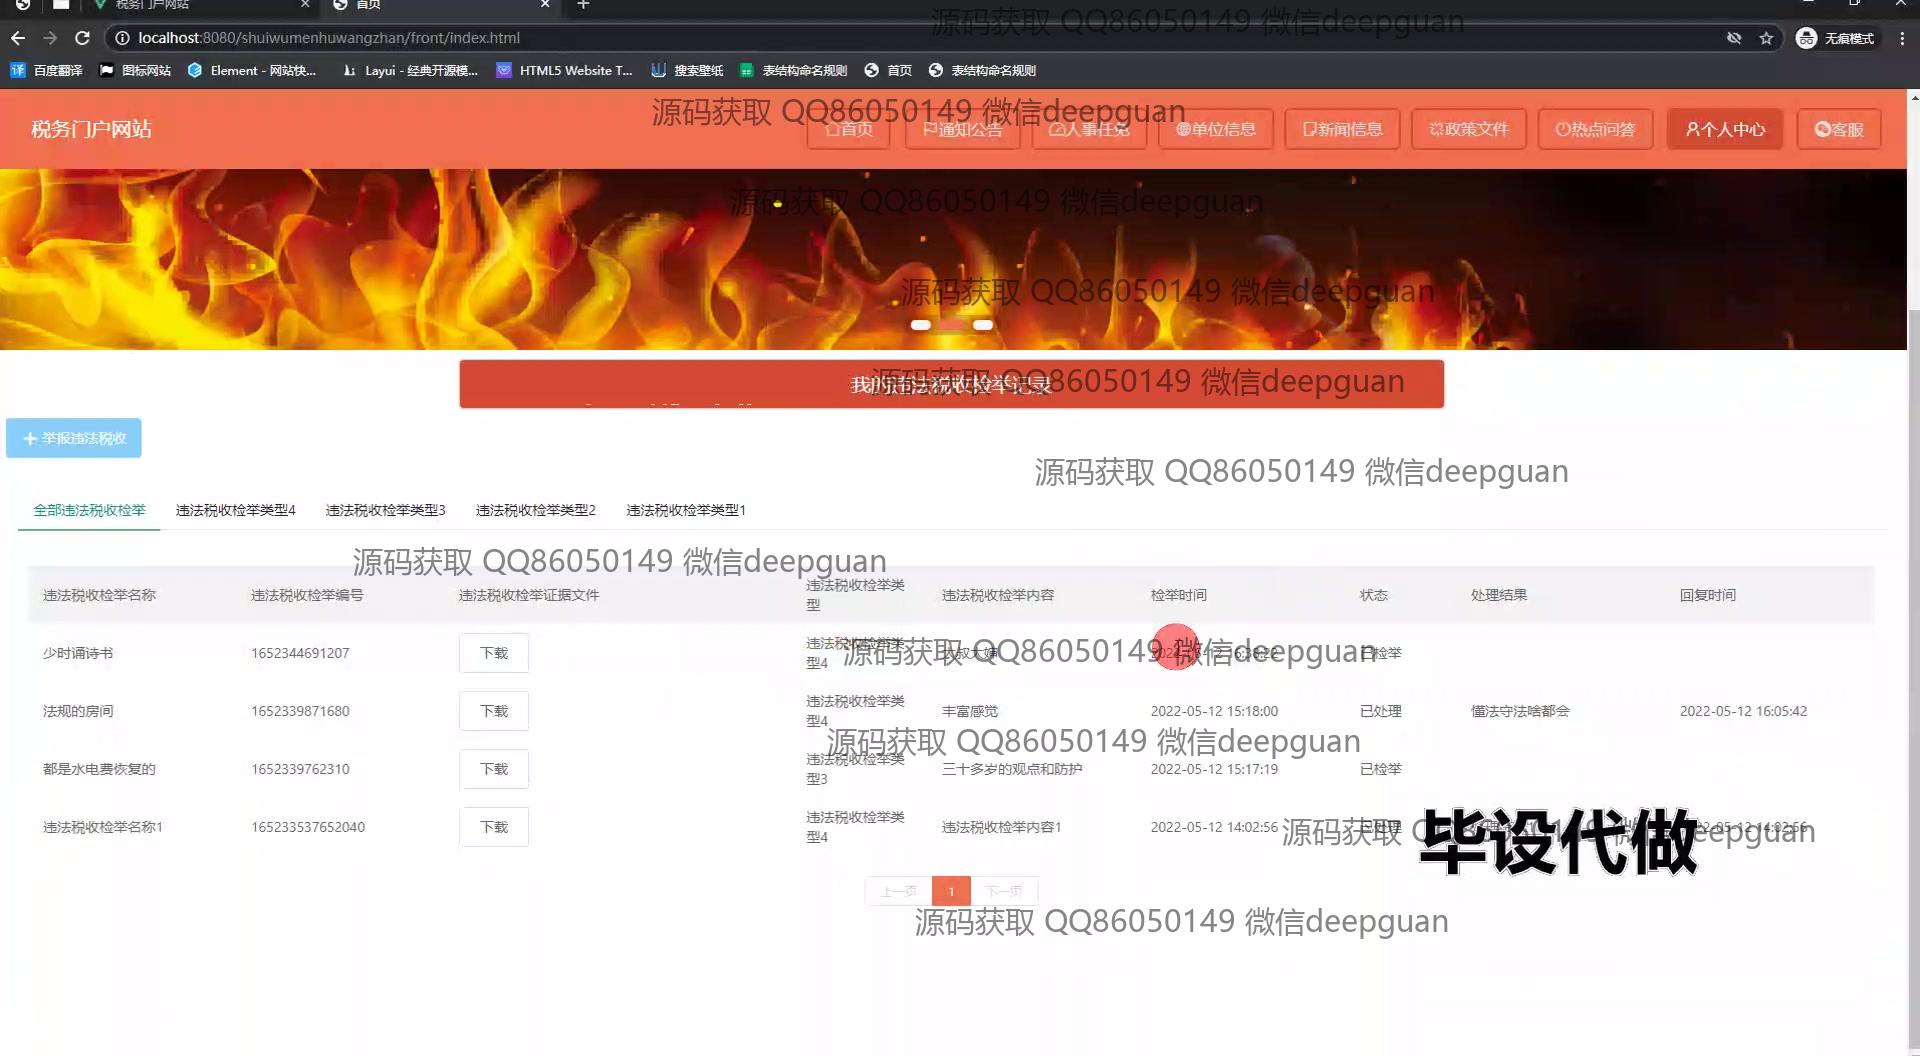 税务门户网站
首页
localhost:8080/shuiwumenhuwangzhan/front/index.html
无痕模式
源码获取 QQ86050149 微信deepguan
百度翻译
图标网站
Element - 网站快...
Layui - 经典开源模...
HTML5 Website T...
搜索壁纸
表结构命名规则
首页
表结构命名规则
源码获取 QQ86050149 微信deepguan
税务门户网站
首页
通知公告
人事任免
单位信息
新闻信息
政策文件
热点问答
个人中心
客服
源码获取 QQ86050149 微信deepguan
源码获取 QQ86050149 微信deepguan
我的违法税收检举记录
源码获取 QQ86050149 微信deepguan
举报违法税收
源码获取 QQ86050149 微信deepguan
全部违法税收检举
违法税收检举类型4
违法税收检举类型3
违法税收检举类型2
违法税收检举类型1
源码获取 QQ86050149 微信deepguan
违法税收检举名称
违法税收检举编号
违法税收检举证据文件
违法税收检举类
型
违法税收检举内容
检举时间
状态
处理结果
回复时间
少时诵诗书
1652344691207
下载
违法税收检举类
型4
已检举
源码获取 QQ86050149 微信deepguan
法规的房间
1652339871680
下载
违法税收检举类
型4
丰富感觉
2022-05-12 15:18:00
已处理
懂法守法啥都会
2022-05-12 16:05:42
源码获取 QQ86050149 微信deepguan
都是水电费恢复的
1652339762310
下载
违法税收检举类
型3
三十多岁的观点和防护
2022-05-12 15:17:19
已检举
违法税收检举名称1
165233537652040
下载
违法税收检举类
型4
违法税收检举内容1
2022-05-12 14:02:56
已处理
2022-05-12 14:02:56
源码获取
毕设代做
上一页
1
下一页
源码获取 QQ86050149 微信deepguan